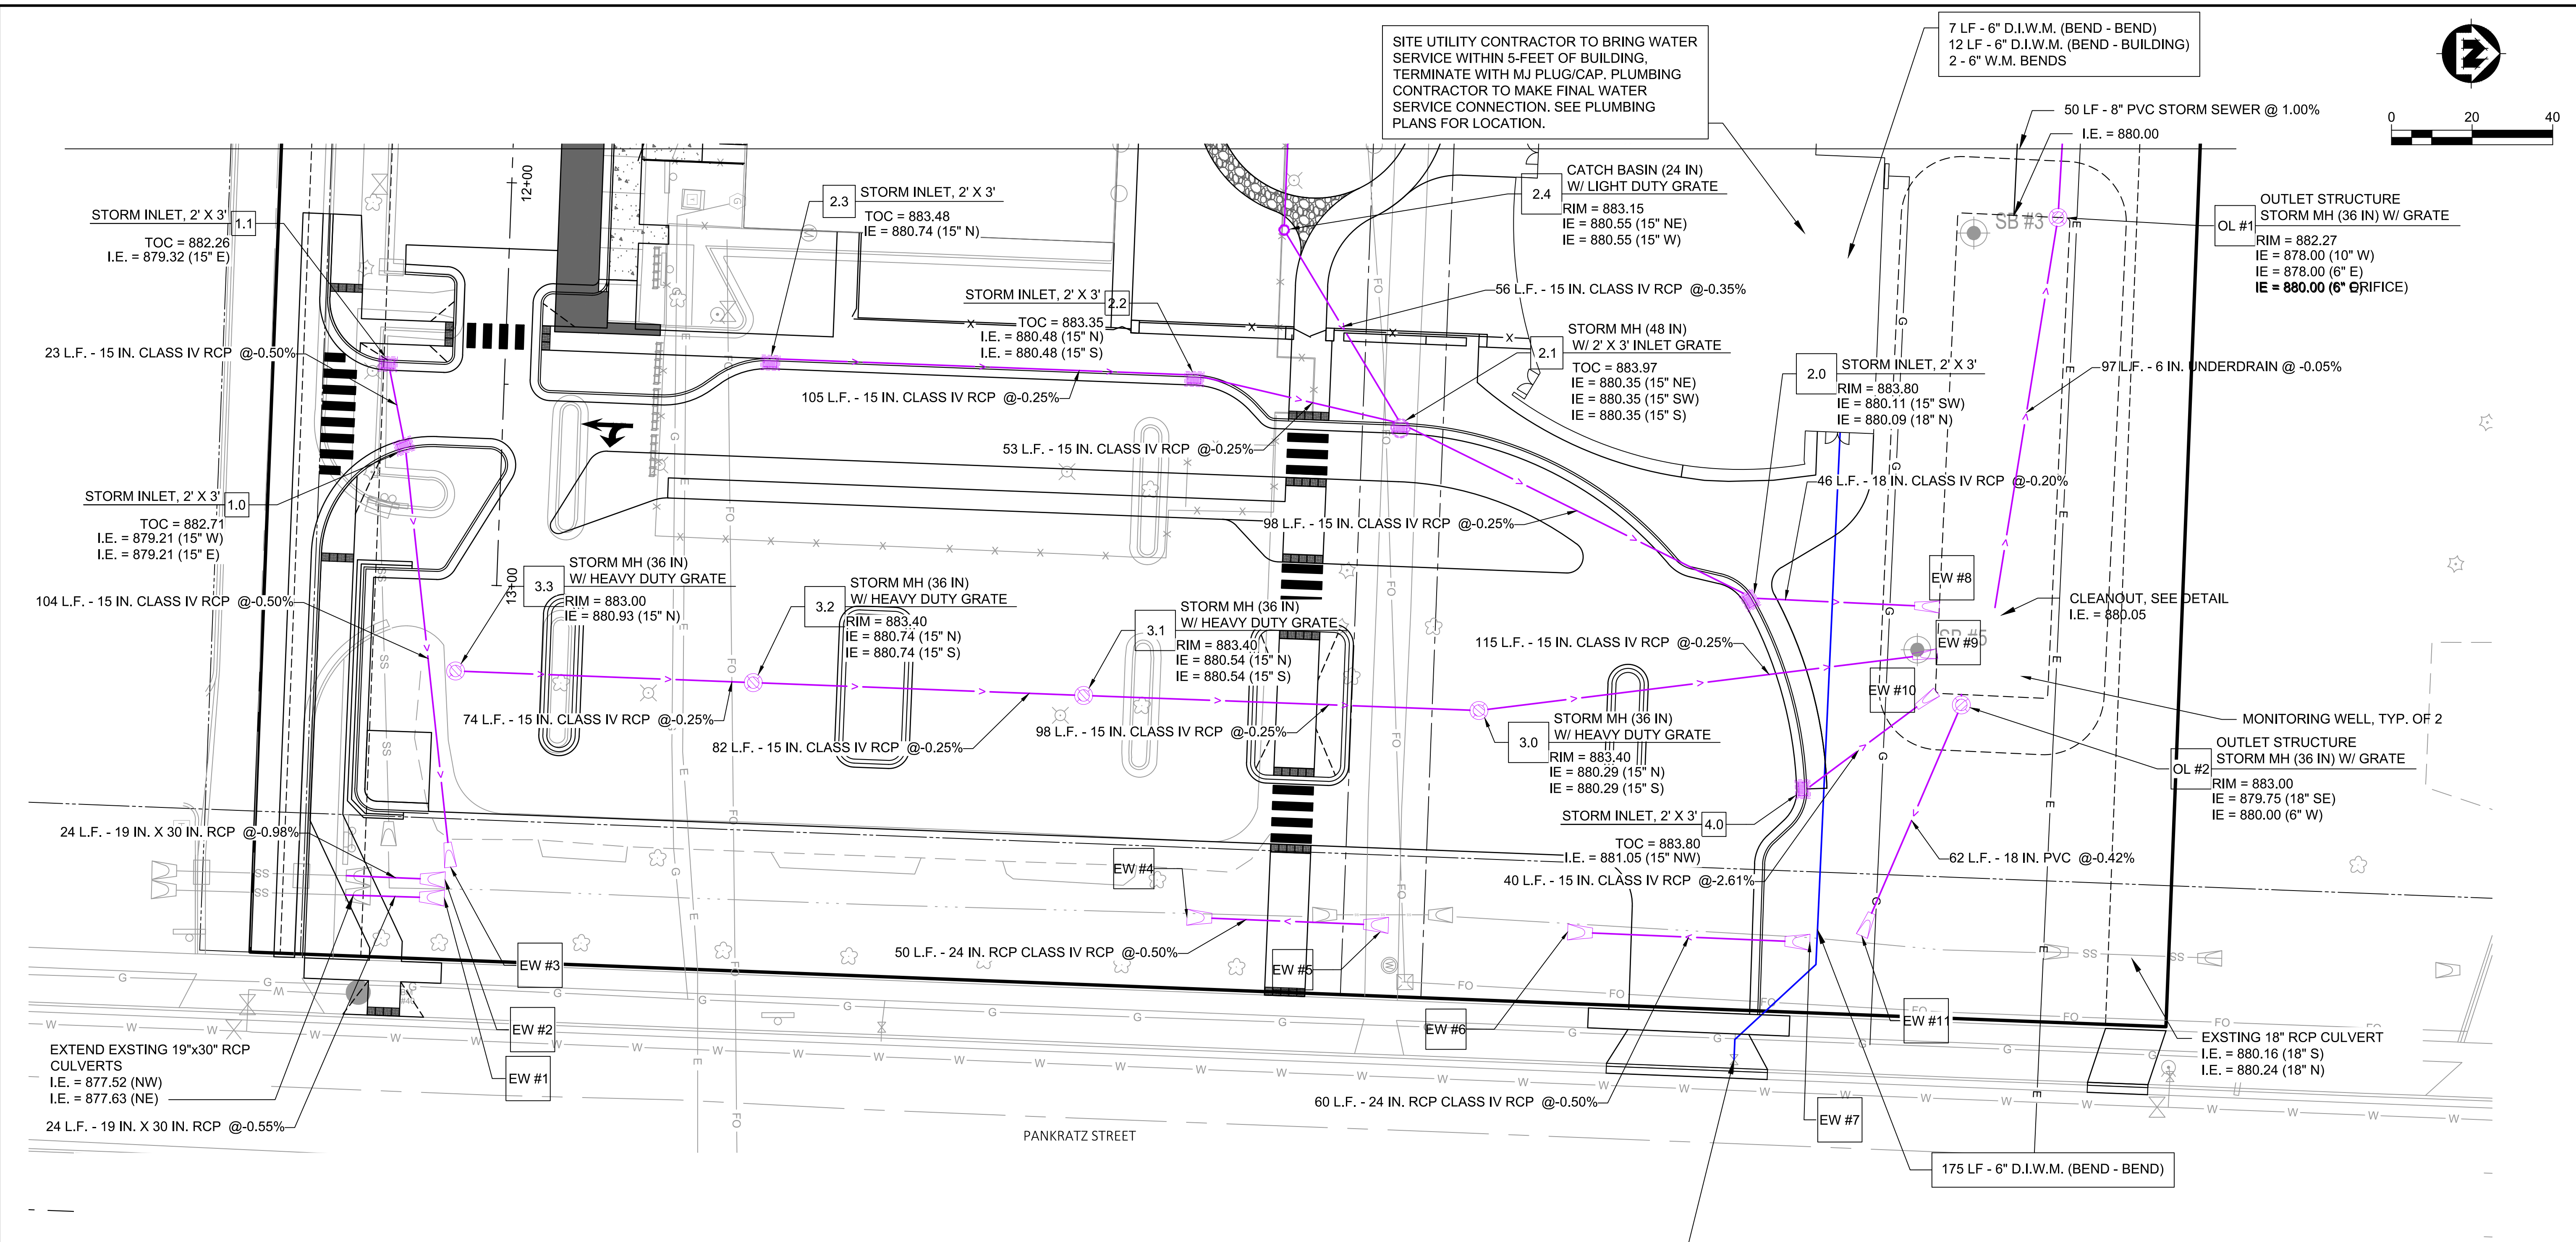 SITE UTILITY CONTRACTOR TO BRING WATER
SERVICE WITHIN 5-FEET OF BUILDING,
TERMINATE WITH MJ PLUG/CAP. PLUMBING
CONTRACTOR TO MAKE FINAL WATER
SERVICE CONNECTION. SEE PLUMBING
PLANS FOR LOCATION.
7 LF - 6" D.I.W.M. (BEND - BEND)
12 LF - 6" D.I.W.M. (BEND - BUILDING)
2 - 6" W.M. BENDS
N
0 20 40
50 LF - 8" PVC STORM SEWER @ 1.00%
I.E. = 880.00
OUTLET STRUCTURE
STORM MH (36 IN) W/ GRATE
OL #1
RIM = 882.27
IE = 878.00 (10" W)
IE = 878.00 (6" E)
IE = 880.00 (6" ORIFICE)
SB #3
12+00
STORM INLET, 2' X 3'
1.1
TOC = 882.26
I.E. = 879.32 (15" E)
2.3
STORM INLET, 2' X 3'
TOC = 883.48
IE = 880.74 (15" N)
2.4
CATCH BASIN (24 IN)
W/ LIGHT DUTY GRATE
RIM = 883.15
IE = 880.55 (15" NE)
IE = 880.55 (15" W)
STORM INLET, 2' X 3'
2.2
TOC = 883.35
I.E. = 880.48 (15" N)
I.E. = 880.48 (15" S)
56 L.F. - 15 IN. CLASS IV RCP @-0.35%
2.1
STORM MH (48 IN)
W/ 2' X 3' INLET GRATE
TOC = 883.97
IE = 880.35 (15" NE)
IE = 880.35 (15" SW)
IE = 880.35 (15" S)
2.0
STORM INLET, 2' X 3'
RIM = 883.80
IE = 880.11 (15" SW)
IE = 880.09 (18" N)
97 L.F. - 6 IN. UNDERDRAIN @ -0.05%
23 L.F. - 15 IN. CLASS IV RCP @-0.50%
105 L.F. - 15 IN. CLASS IV RCP @-0.25%
53 L.F. - 15 IN. CLASS IV RCP @-0.25%
46 L.F. - 18 IN. CLASS IV RCP @-0.20%
STORM INLET, 2' X 3'
1.0
TOC = 882.71
I.E. = 879.21 (15" W)
I.E. = 879.21 (15" E)
98 L.F. - 15 IN. CLASS IV RCP @-0.25%
13+00
3.3
STORM MH (36 IN)
W/ HEAVY DUTY GRATE
RIM = 883.00
IE = 880.93 (15" N)
3.2
STORM MH (36 IN)
W/ HEAVY DUTY GRATE
RIM = 883.40
IE = 880.74 (15" N)
IE = 880.74 (15" S)
3.1
STORM MH (36 IN)
W/ HEAVY DUTY GRATE
RIM = 883.40
IE = 880.54 (15" N)
IE = 880.54 (15" S)
EW #8
CLEANOUT, SEE DETAIL
I.E. = 880.05
104 L.F. - 15 IN. CLASS IV RCP @-0.50%
115 L.F. - 15 IN. CLASS IV RCP @-0.25%
SB #5
EW #9
EW #10
74 L.F. - 15 IN. CLASS IV RCP @-0.25%
82 L.F. - 15 IN. CLASS IV RCP @-0.25%
98 L.F. - 15 IN. CLASS IV RCP @-0.25%
3.0
STORM MH (36 IN)
W/ HEAVY DUTY GRATE
RIM = 883.40
IE = 880.29 (15" N)
IE = 880.29 (15" S)
MONITORING WELL, TYP. OF 2
OUTLET STRUCTURE
STORM MH (36 IN) W/ GRATE
OL #2
RIM = 883.00
IE = 879.75 (18" SE)
IE = 880.00 (6" W)
STORM INLET, 2' X 3'
4.0
TOC = 883.80
I.E. = 881.05 (15" NW)
24 L.F. - 19 IN. X 30 IN. RCP @-0.98%
EW #4
62 L.F. - 18 IN. PVC @-0.42%
40 L.F. - 15 IN. CLASS IV RCP @-2.61%
50 L.F. - 24 IN. RCP CLASS IV RCP @-0.50%
EW #5
EW #3
EW #2
EW #1
EW #6
EW #11
EXTEND EXSTING 19"x30" RCP
CULVERTS
I.E. = 877.52 (NW)
I.E. = 877.63 (NE)
24 L.F. - 19 IN. X 30 IN. RCP @-0.55%
EXSTING 18" RCP CULVERT
I.E. = 880.16 (18" S)
I.E. = 880.24 (18" N)
60 L.F. - 24 IN. RCP CLASS IV RCP @-0.50%
EW #7
PANKRATZ STREET
175 LF - 6" D.I.W.M. (BEND - BEND)